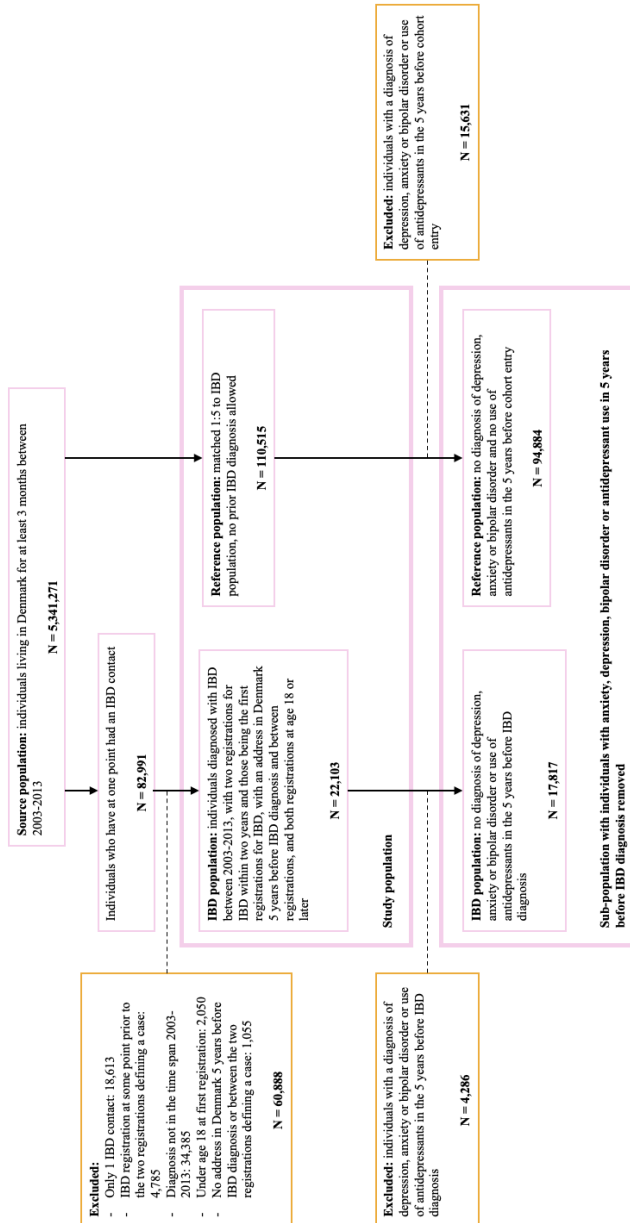 Source population: individuals living in Denmark for at least 3 months between
2003-2013
N = 5,341,271
Individuals who have at one point had an IBD contact
N = 82,991
Excluded:
- Only 1 IBD contact: 18,613
- IBD registration at some point prior to
the two registrations defining a case:
4,785
- Diagnosis not in the time span 2003-
2013: 34,385
- Under age 18 at first registration: 2,050
- No address in Denmark 5 years before
IBD diagnosis or between the two
registrations defining a case: 1,055
N = 60,888
IBD population: individuals diagnosed with IBD
between 2003-2013, with two registrations for
IBD within two years and those being the first
registrations for IBD, with an address in Denmark
5 years before IBD diagnosis and between
registrations, and both registrations at age 18 or
later
N = 22,103
Reference population: matched 1:5 to IBD
population, no prior IBD diagnosis allowed
N = 110,515
Study population
Excluded: individuals with a diagnosis of
depression, anxiety or bipolar disorder or use
of antidepressants in the 5 years before IBD
diagnosis
N = 4,286
Excluded: individuals with a diagnosis of
depression, anxiety or bipolar disorder or use
of antidepressants in the 5 years before cohort
entry
N = 15,631
IBD population: no diagnosis of depression,
anxiety or bipolar disorder or use of
antidepressants in the 5 years before IBD
diagnosis
N = 17,817
Reference population: no diagnosis of depression,
anxiety or bipolar disorder and no use of
antidepressants in the 5 years before cohort entry
N = 94,884
Sub-population with individuals with anxiety, depression, bipolar disorder or antidepressant use in 5 years
before IBD diagnosis removed